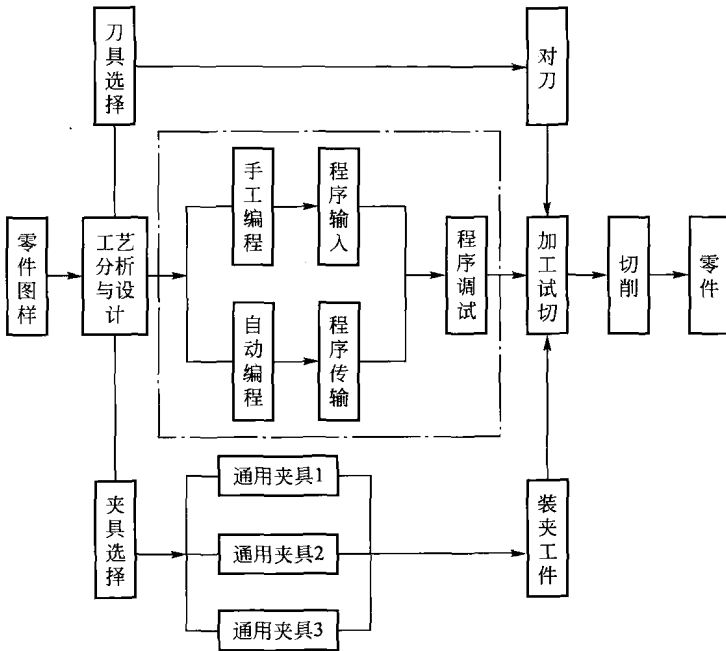 刀具选择
对刀
手工编程
程序输入
零件图样
工艺分析与设计
程序调试
加工试切
切削
零件
自动编程
程序传输
通用夹具1
夹具选择
通用夹具2
装夹工件
通用夹具3